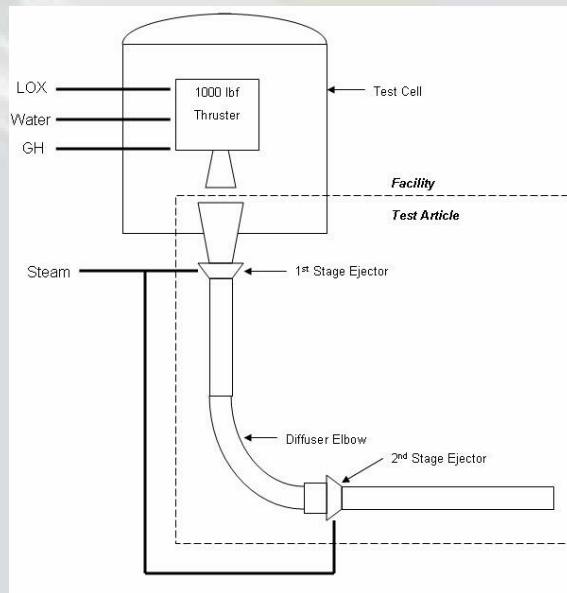 LOX
Water
GH
1000 lbf
Thruster
Test Cell
Facility
Test Article
Steam
1st Stage Ejector
Diffuser Elbow
2nd Stage Ejector